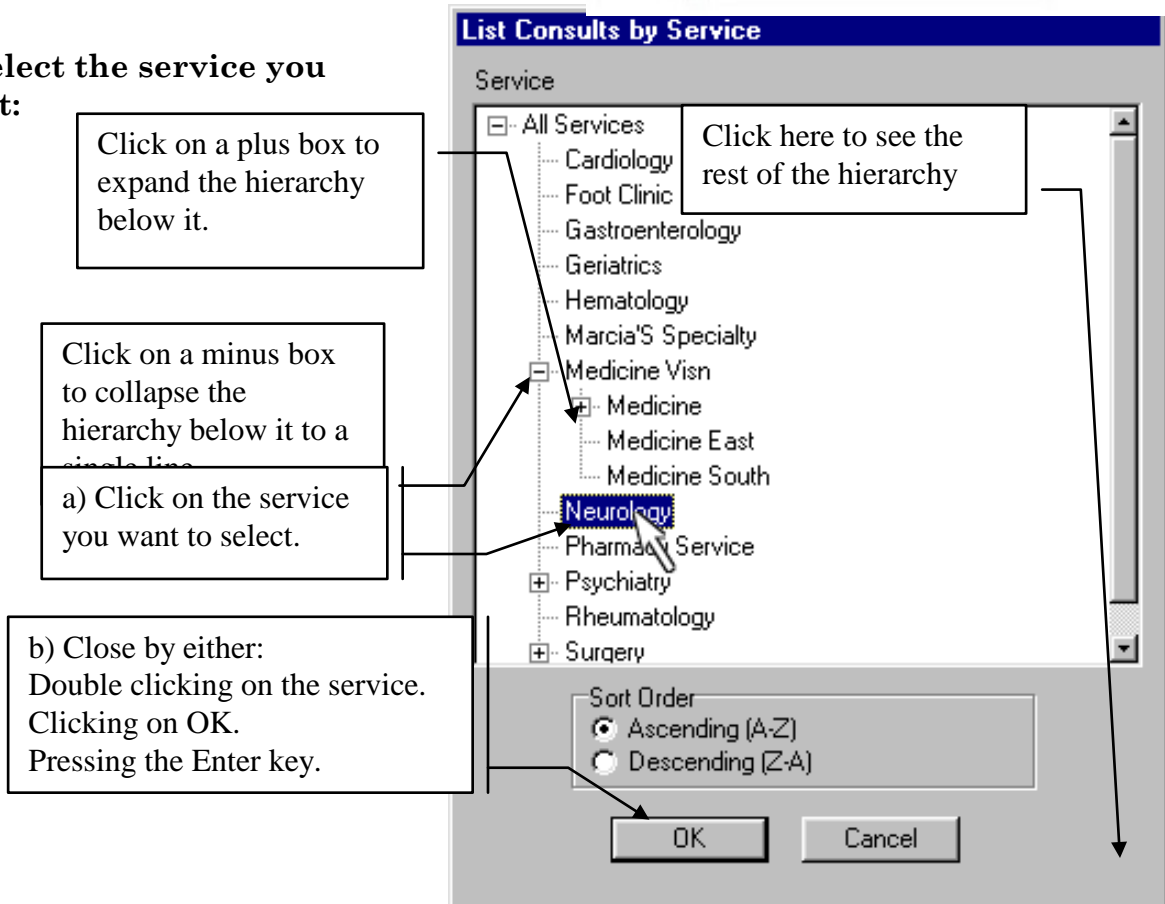 List Consults by Service
elect the service you
t:
Service
Click on a plus box to
expand the hierarchy
below it.
Click here to see the
rest of the hierarchy
All Services
Cardiology
Foot Clinic
Gastroenterology
Geriatrics
Hematology
Marcia'S Specialty
Medicine Visn
Medicine
Medicine East
Medicine South
Neurology
Pharmacy Service
Psychiatry
Rheumatology
Surgery
Click on a minus box
to collapse the
hierarchy below it to a
single line
a) Click on the service
you want to select.
b) Close by either:
Double clicking on the service.
Clicking on OK.
Pressing the Enter key.
Sort Order
Ascending (A-Z)
Descending (Z-A)
OK
Cancel